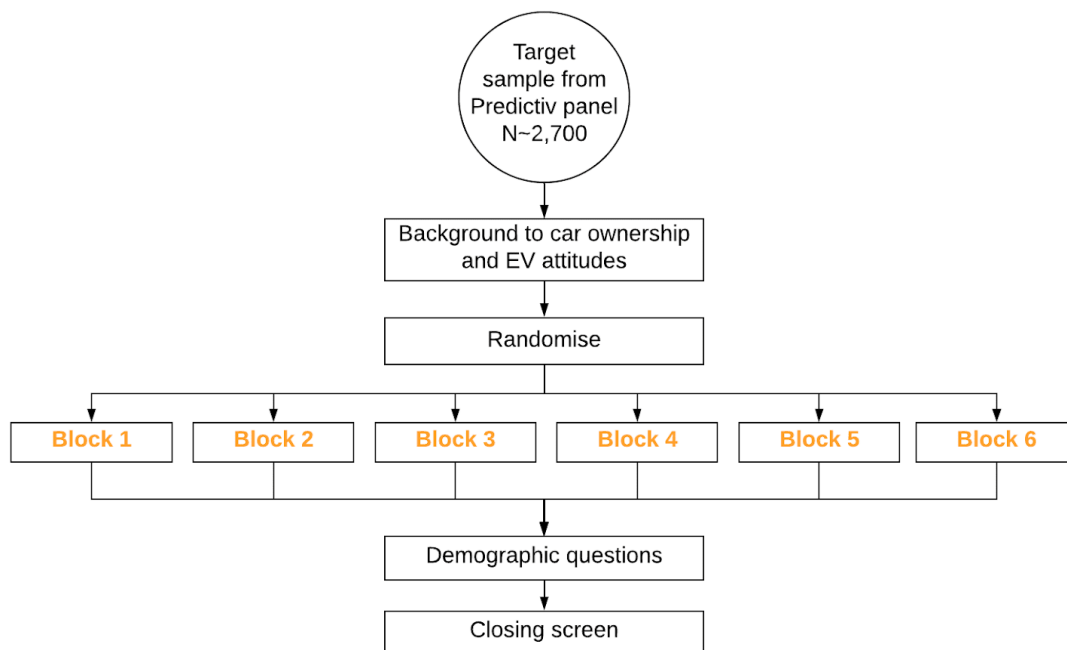 Target
sample from
Predictiv panel
N~2,700
Background to car ownership
and EV attitudes
Randomise
Block 1
Block 2
Block 3
Block 4
Block 5
Block 6
Demographic questions
Closing screen